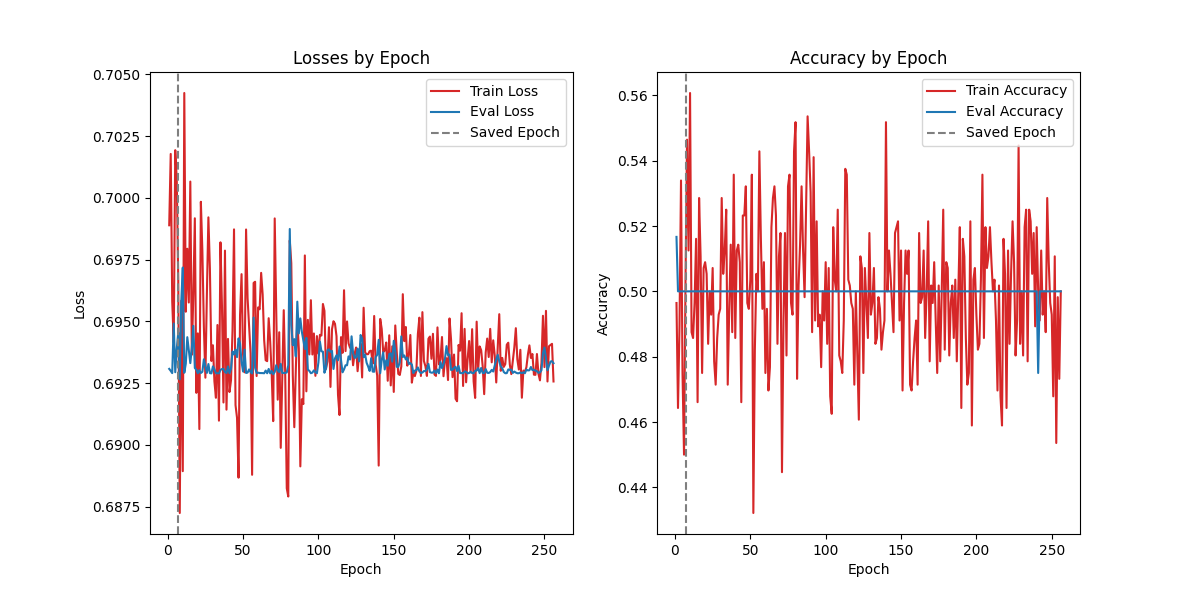 Losses by Epoch
0.7050
0.7025
0.7000
0.6975
0.6950
0.6925
0.6900
0.6875
Loss
0
50
100
150
200
250
Epoch
Train Loss
Eval Loss
Saved Epoch
Accuracy by Epoch
0.56
0.54
0.52
0.50
0.48
0.46
0.44
Accuracy
0
50
100
150
200
250
Epoch
Train Accuracy
Eval Accuracy
Saved Epoch